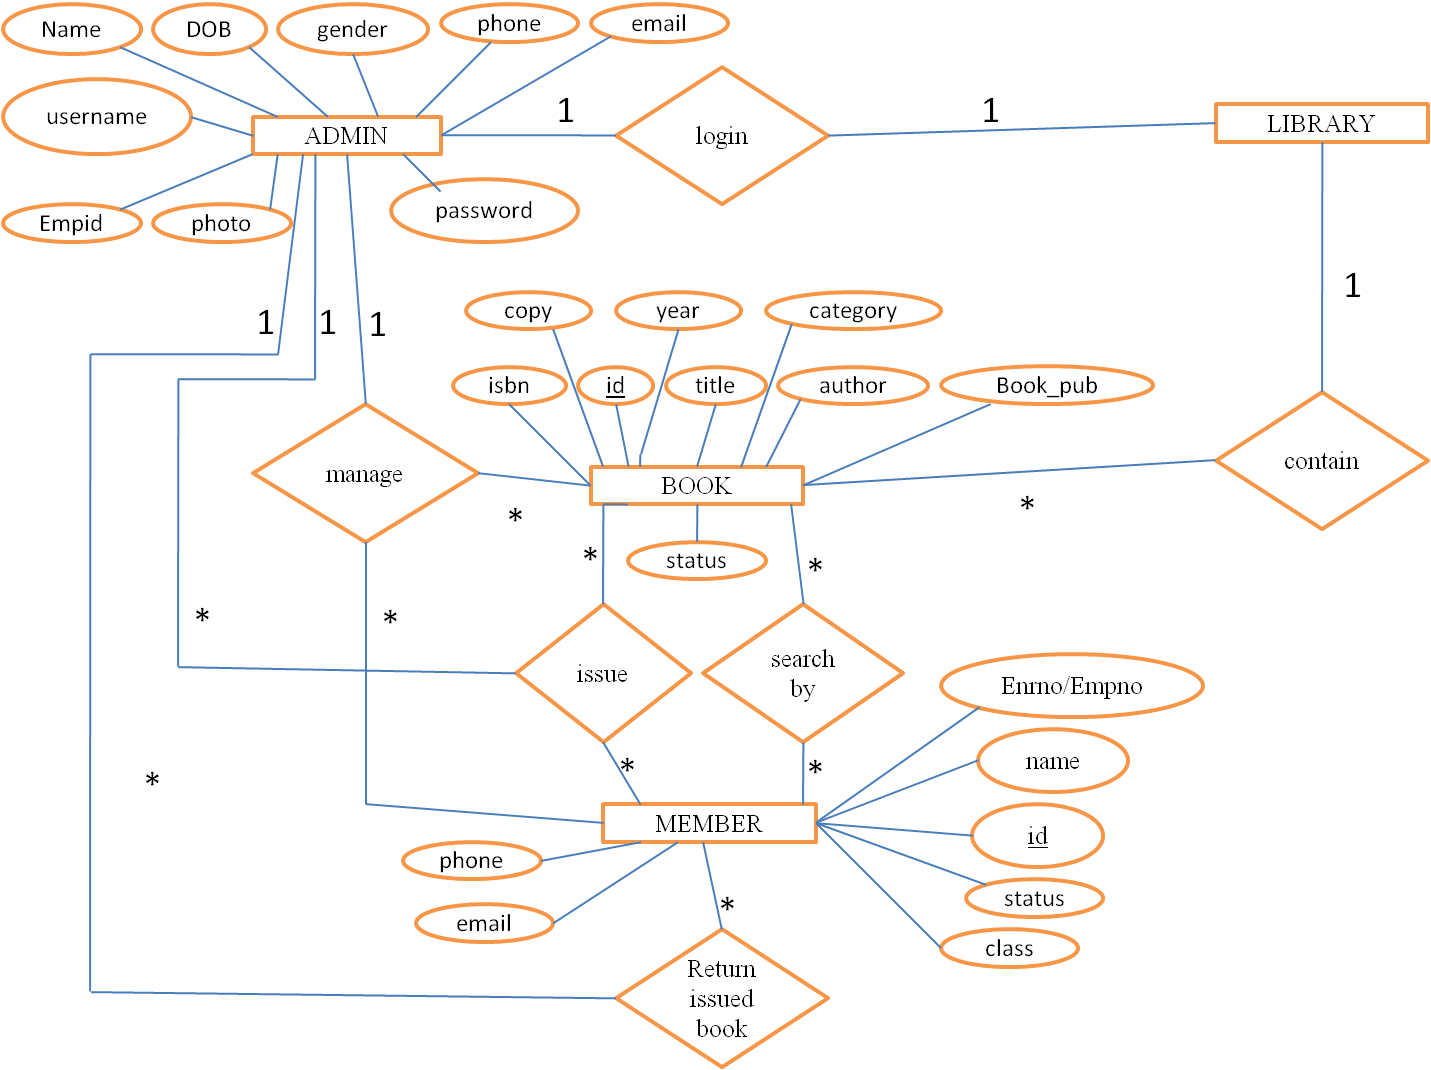 Name
DOB
gender
phone
email
username
ADMIN
1
login
1
LIBRARY
Empid
photo
password
1
1
1
1
copy
year
category
isbn
id
title
author
Book_pub
manage
BOOK
contain
*
*
*
status
*
*
*
issue
search
by
Enrno/Empno
*
*
*
name
MEMBER
id
phone
status
*
email
class
Return
issued
book